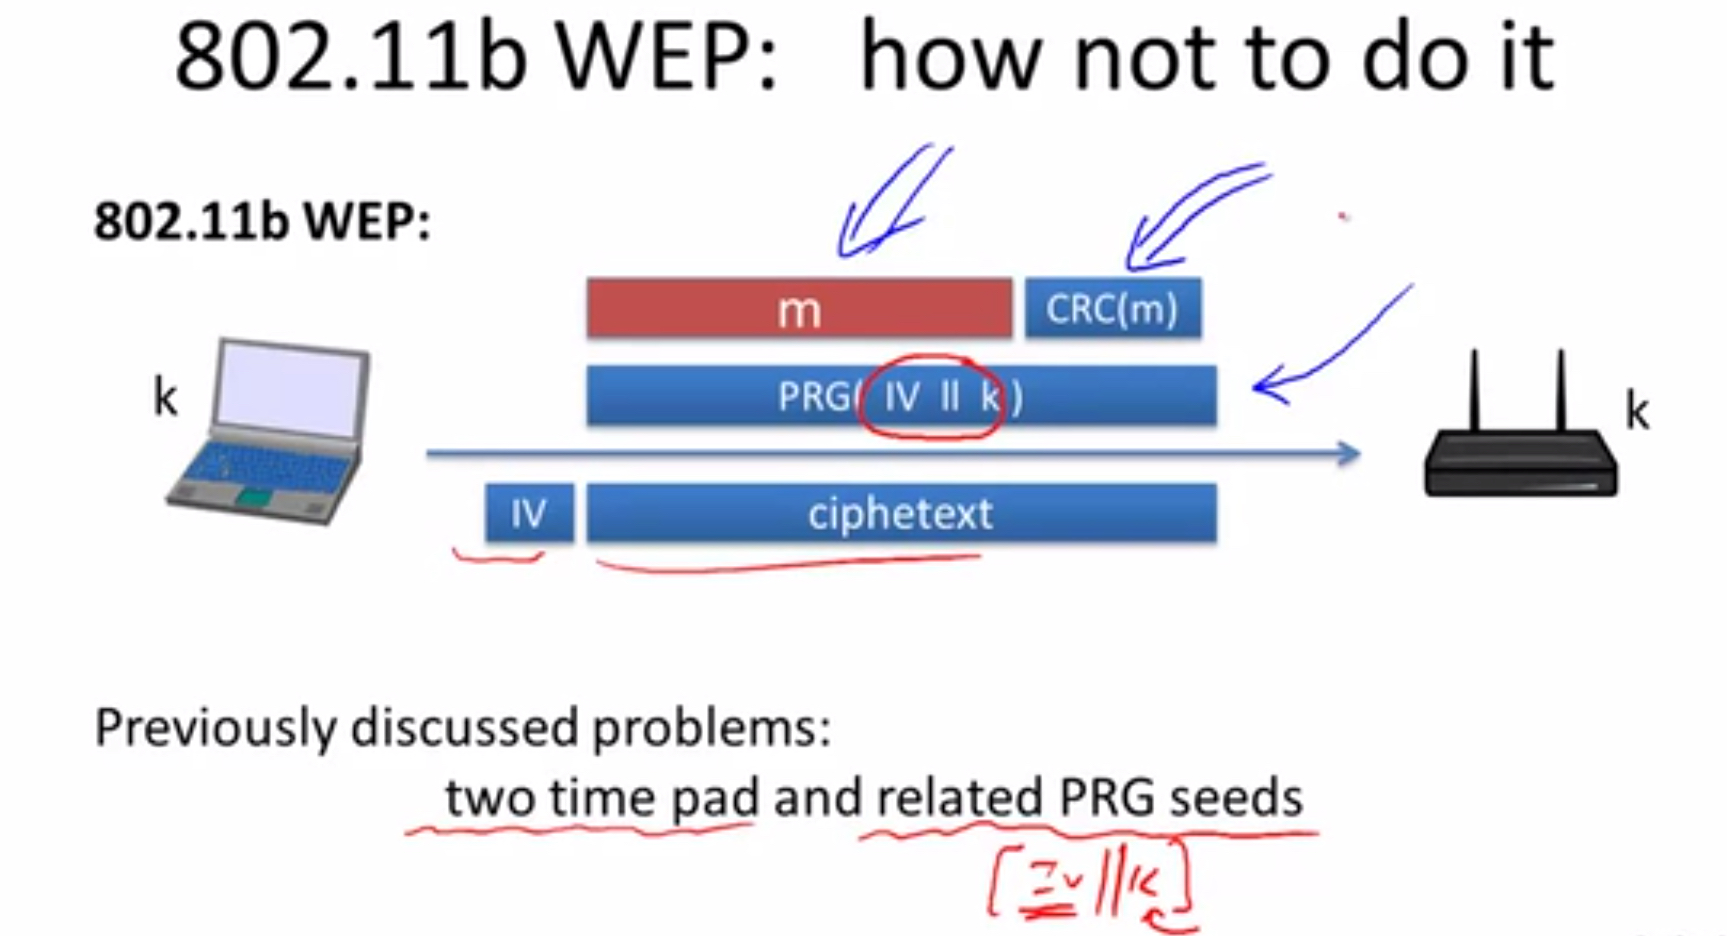 802.11b WEP: how not to do it
802.11b WEP:
m CRC(m)
k PRG( IV ll k ) k
IV ciphetext
Previously discussed problems:
two time pad and related PRG seeds
[IV||k]